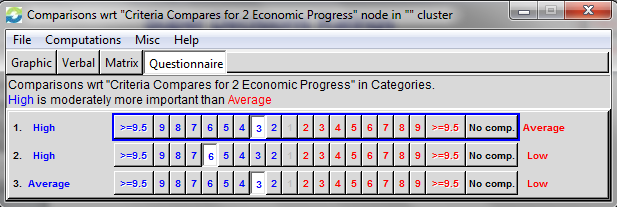 Comparisons wrt "Criteria Compares for 2 Economic Progress" node in "" cluster
File Computations Misc Help
Graphic Verbal Matrix Questionnaire
Comparisons wrt "Criteria Compares for 2 Economic Progress" in Categories.
High is moderately more important than Average
1. High >=9.5 9 8 7 6 5 4 3 2 1 2 3 4 5 6 7 8 9 >=9.5 No comp. Average
2. High >=9.5 9 8 7 6 5 4 3 2 1 2 3 4 5 6 7 8 9 >=9.5 No comp. Low
3. Average >=9.5 9 8 7 6 5 4 3 2 1 2 3 4 5 6 7 8 9 >=9.5 No comp. Low